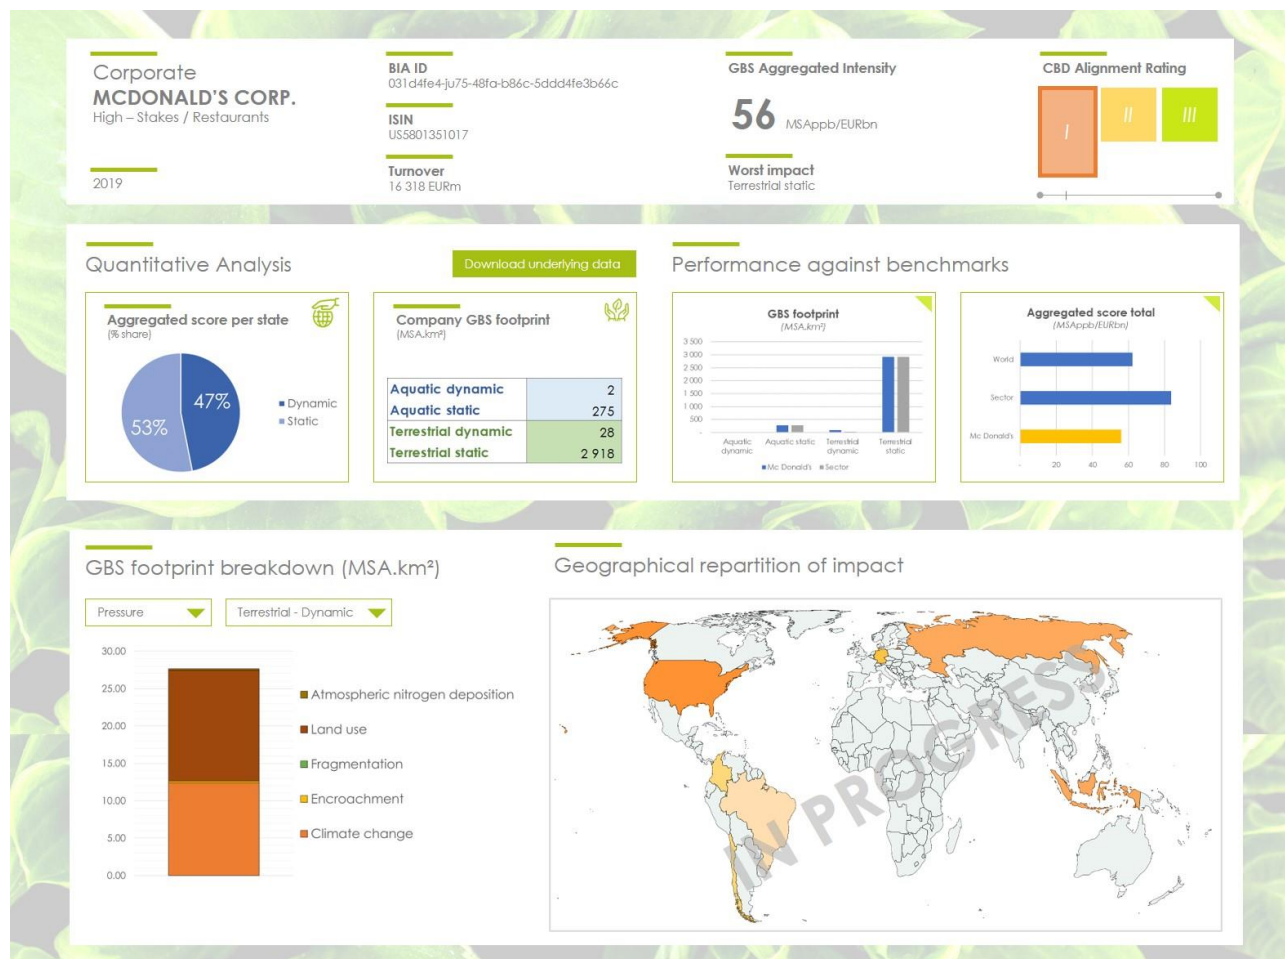 Corporate
MCDONALD'S CORP.
High – Stakes / Restaurants
2019
BIA ID
031d4fe4-ju75-48fa-b86c-5ddd4fe3b66c
ISIN
US5801351017
Turnover
16 318 EURm
GBS Aggregated Intensity
56 MSAppb/EURbn
Worst impact
Terrestrial static
CBD Alignment Rating
I II III
Quantitative Analysis
Download underlying data
Aggregated score per state
(% share)
47%
53%
Dynamic
Static
Company GBS footprint
(MSA.km²)
Aquatic dynamic 2
Aquatic static 275
Terrestrial dynamic 28
Terrestrial static 2 918
Performance against benchmarks
GBS footprint
(MSA.km²)
3 500
3 000
2 500
2 000
1 500
1 000
500
-
Aquatic dynamic
Aquatic static
Terrestrial dynamic
Terrestrial static
Mc Donald's Sector
Aggregated score total
(MSAppb/EURbn)
World
Sector
Mc Donald's
- 20 40 60 80 100
GBS footprint breakdown (MSA.km²)
Pressure
Terrestrial - Dynamic
30.00
25.00
20.00
15.00
10.00
5.00
0.00
Atmospheric nitrogen deposition
Land use
Fragmentation
Encroachment
Climate change
Geographical repartition of impact
IN PROGRESS